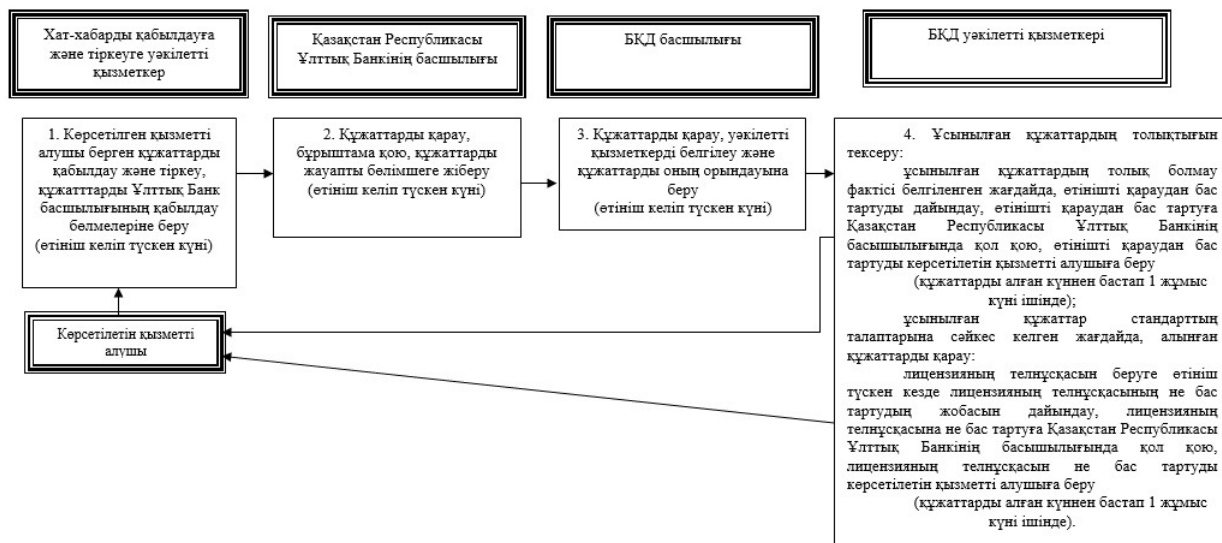 Хат-хабарды қабылдауға
және тіркеуге уәкілетті
қызметкер
Қазақстан Республикасы
Ұлттық Банкінің басшылығы
БҚД басшылығы
БҚД уәкілетті қызметкері
1. Көрсетілген қызметті
алушы берген құжаттарды
қабылдау және тіркеу,
құжатттарды Ұлттық Банк
басшылығының қабылдау
бөлмелеріне беру
(өтініш келіп түскен күні)
2. Құжаттарды қарау,
бұрыштама қою, құжаттарды
жауапты бөлімшеге жіберу
(өтініш келіп түскен күні)
3. Құжаттарды қарау, уәкілетті
қызметкерді белгілеу және
құжаттарды оның орындауына
беру
(өтініш келіп түскен күні)
4. Ұсынылған құжаттардың толықтығын
тексеру:
ұсынылған құжаттардың толық болмау
фактісі белгіленген жағдайда, өтінішті қараудан бас
тартуды дайындау, өтінішті қараудан бас тартуға
Қазақстан Республикасы Ұлттық Банкінің
басышылығында қол қою, өтінішті қараудан бас
тартуды көрсетілетін қызметті алушыға беру
(құжаттарды алған күннен бастап 1 жұмыс
күні ішінде);
ұсынылған құжаттар стандарттың
талаптарына сәйкес келген жағдайда, алынған
құжаттарды қарау:
лицензияның телнұсқасын беруге өтініш
түскен кезде лицензияның телнұсқасының не бас
тартудың жобасын дайындау, лицензияның
телнұсқасына не бас тартуға Қазақстан Республикасы
Ұлттық Банкінің басышылығында қол қою,
лицензияның телнұсқасын не бас тартуды
көрсетілетін қызметті алушыға беру
(құжаттарды алған күннен бастап 1 жұмыс
күні ішінде).
Көрсетілетін қызметті
алушы